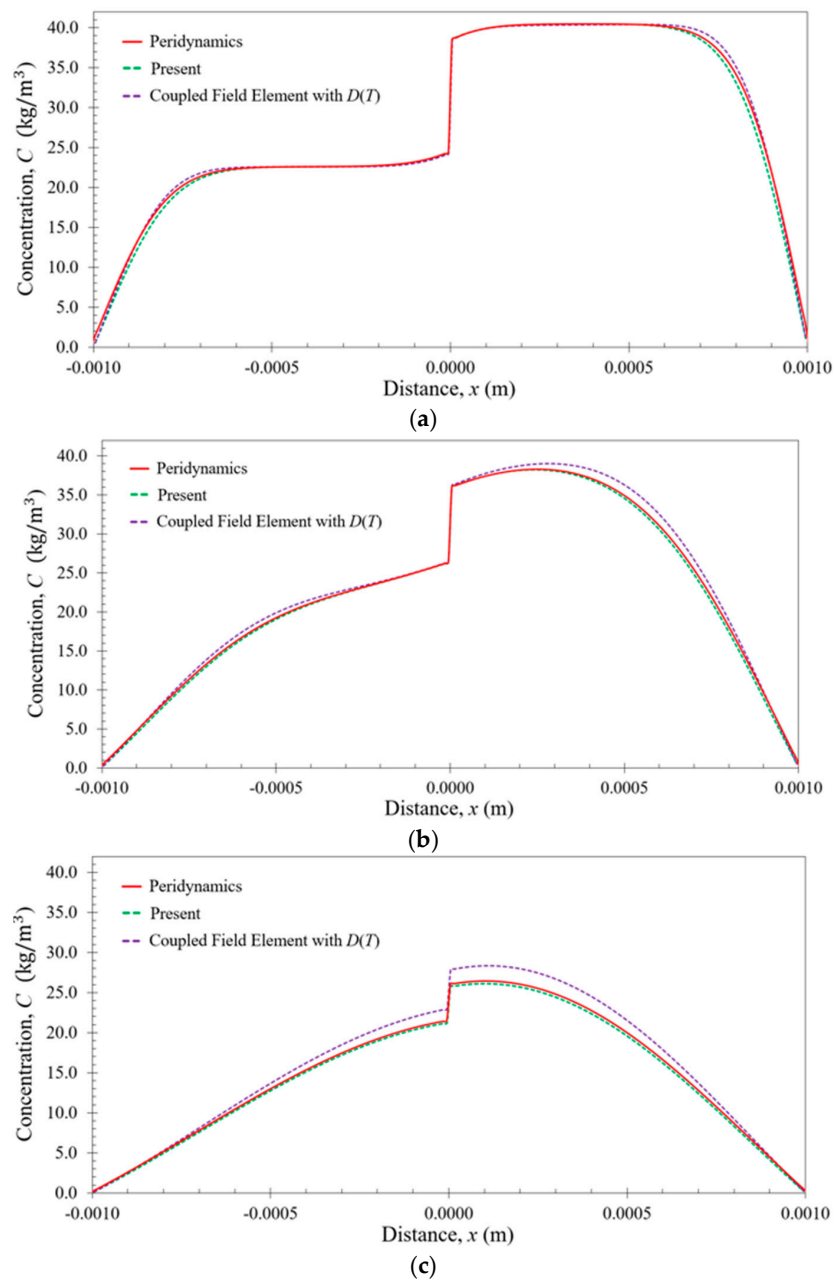 Concentration, C (kg/m³)
40.0
35.0
30.0
25.0
20.0
15.0
10.0
5.0
0.0
Peridynamics
Present
Coupled Field Element with D(T)
-0.0010 -0.0005 0.0000 0.0005 0.0010
Distance, x (m)
(a)
Concentration, C (kg/m³)
40.0
35.0
30.0
25.0
20.0
15.0
10.0
5.0
0.0
Peridynamics
Present
Coupled Field Element with D(T)
-0.0010 -0.0005 0.0000 0.0005 0.0010
Distance, x (m)
(b)
Concentration, C (kg/m³)
40.0
35.0
30.0
25.0
20.0
15.0
10.0
5.0
0.0
Peridynamics
Present
Coupled Field Element with D(T)
-0.0010 -0.0005 0.0000 0.0005 0.0010
Distance, x (m)
(c)